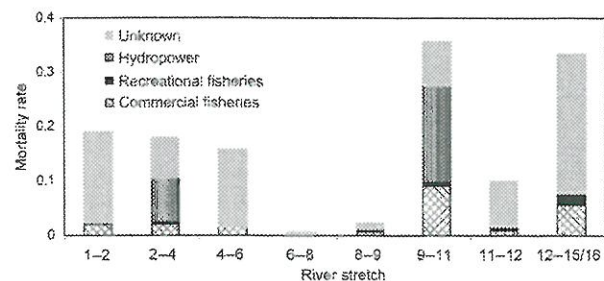 0.4
Unknown
Hydropower
0.3
Recreational fisheries
Commercial fisheries
Mortality rate
0.2
0.1
0
1–2 2–4 4–6 6–8 8–9 9–11 11–12 12–15/16
River stretch